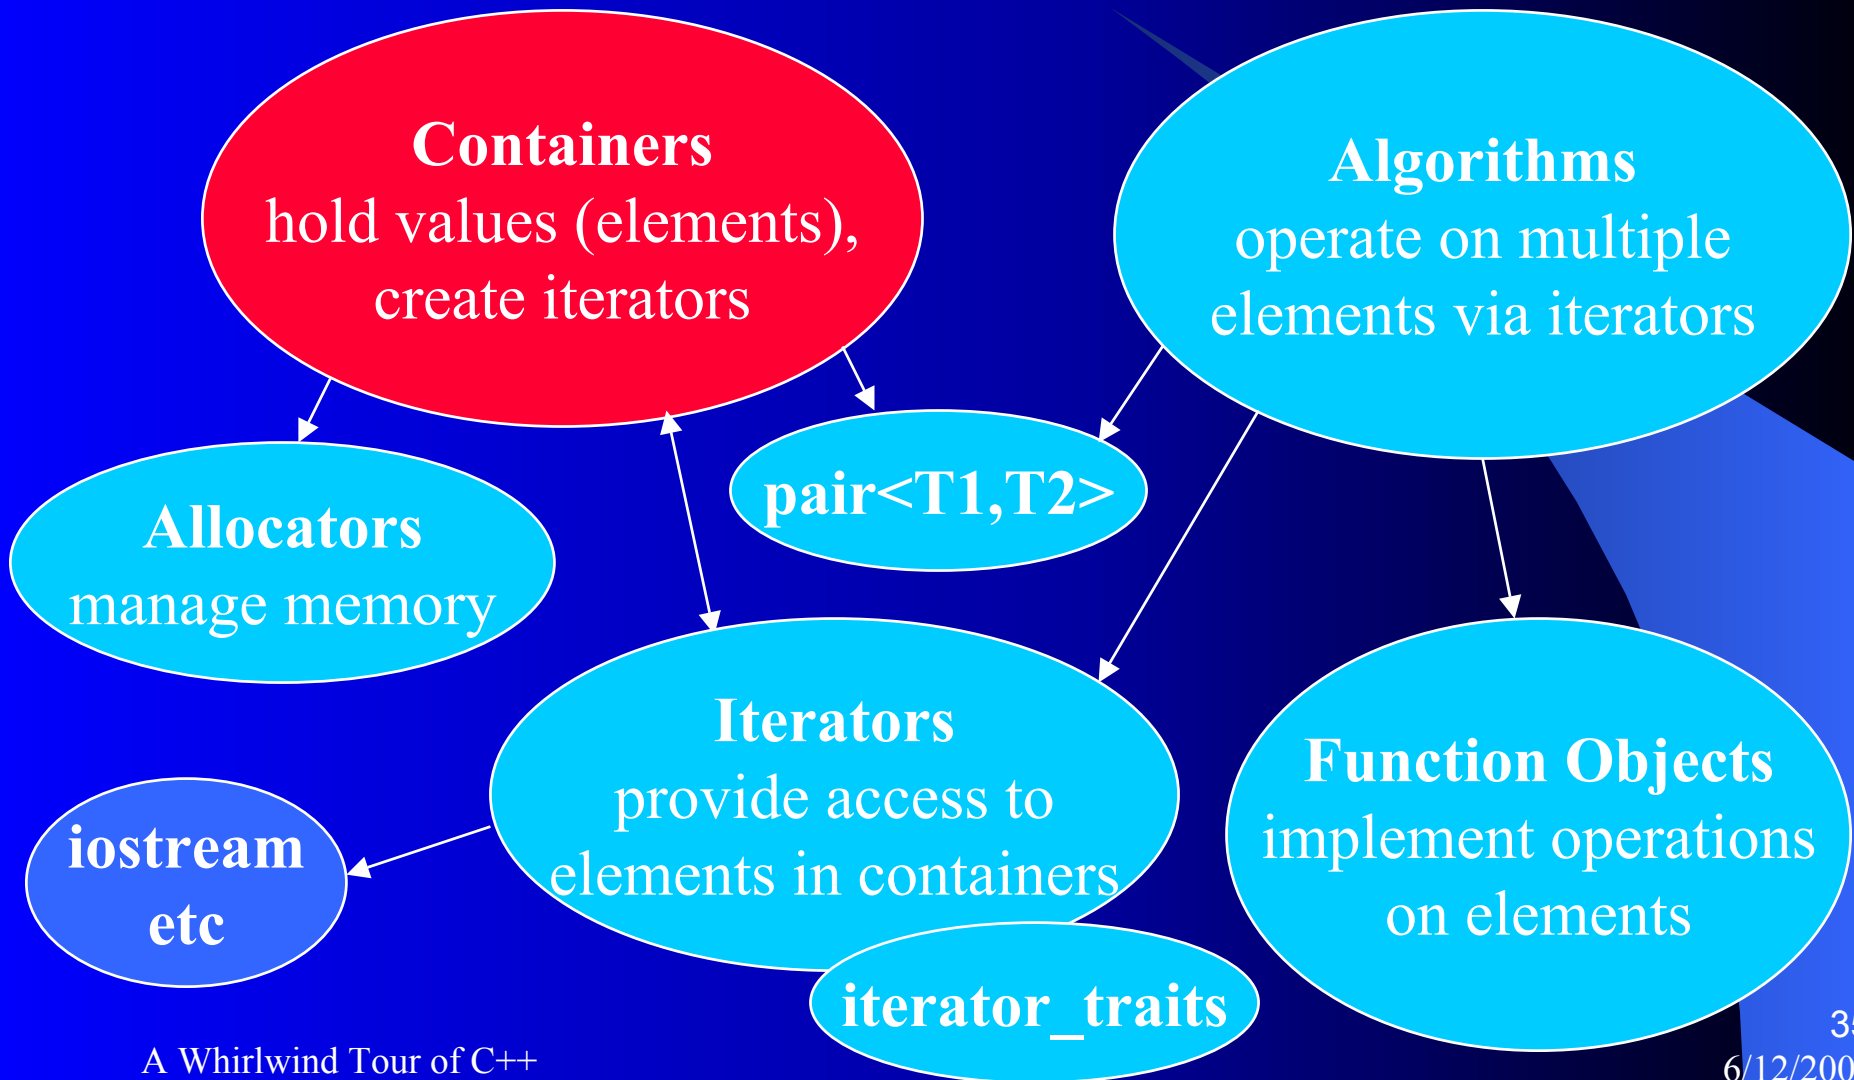 Containers
hold values (elements),
create iterators
Algorithms
operate on multiple
elements via iterators
pair<T1,T2>
Allocators
manage memory
Iterators
provide access to
elements in containers
Function Objects
implement operations
on elements
iostream
etc
iterator_traits
A Whirlwind Tour of C++